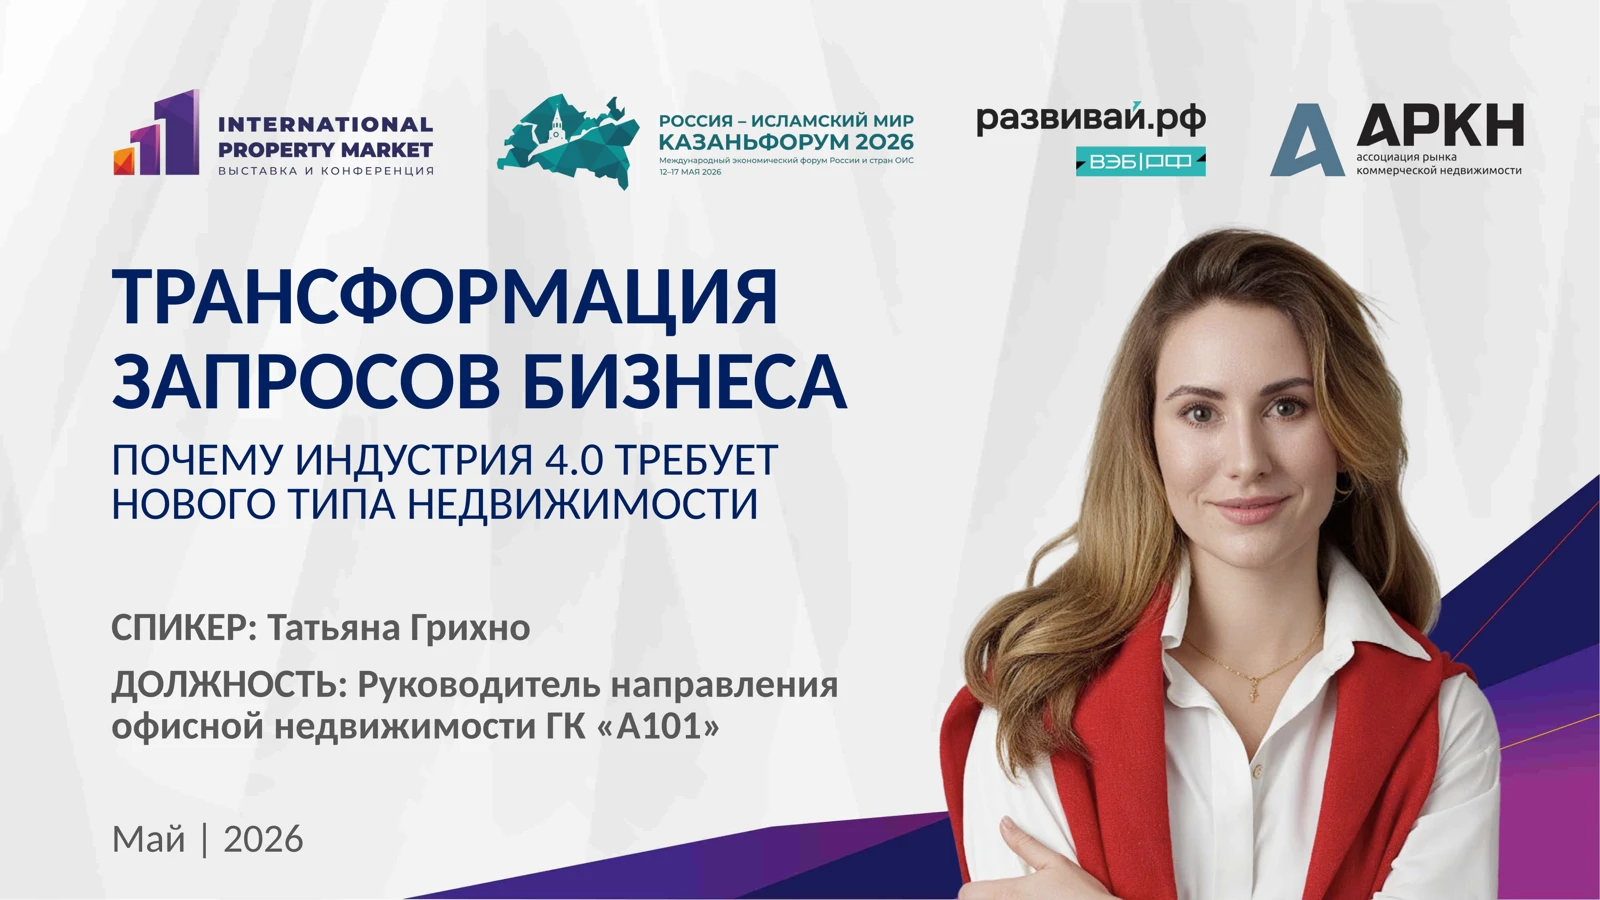 INTERNATIONAL
PROPERTY MARKET
ВЫСТАВКА И КОНФЕРЕНЦИЯ
РОССИЯ – ИСЛАМСКИЙ МИР
КАЗАНЬФОРУМ 2026
Международный экономический форум России и стран ОИС
12–17 МАЯ 2026
развивай.рф
ВЭБ|РФ
АРКН
ассоциация рынка
коммерческой недвижимости
ТРАНСФОРМАЦИЯ
ЗАПРОСОВ БИЗНЕСА
ПОЧЕМУ ИНДУСТРИЯ 4.0 ТРЕБУЕТ
НОВОГО ТИПА НЕДВИЖИМОСТИ
СПИКЕР: Татьяна Грихно
ДОЛЖНОСТЬ: Руководитель направления
офисной недвижимости ГК «А101»
Май | 2026